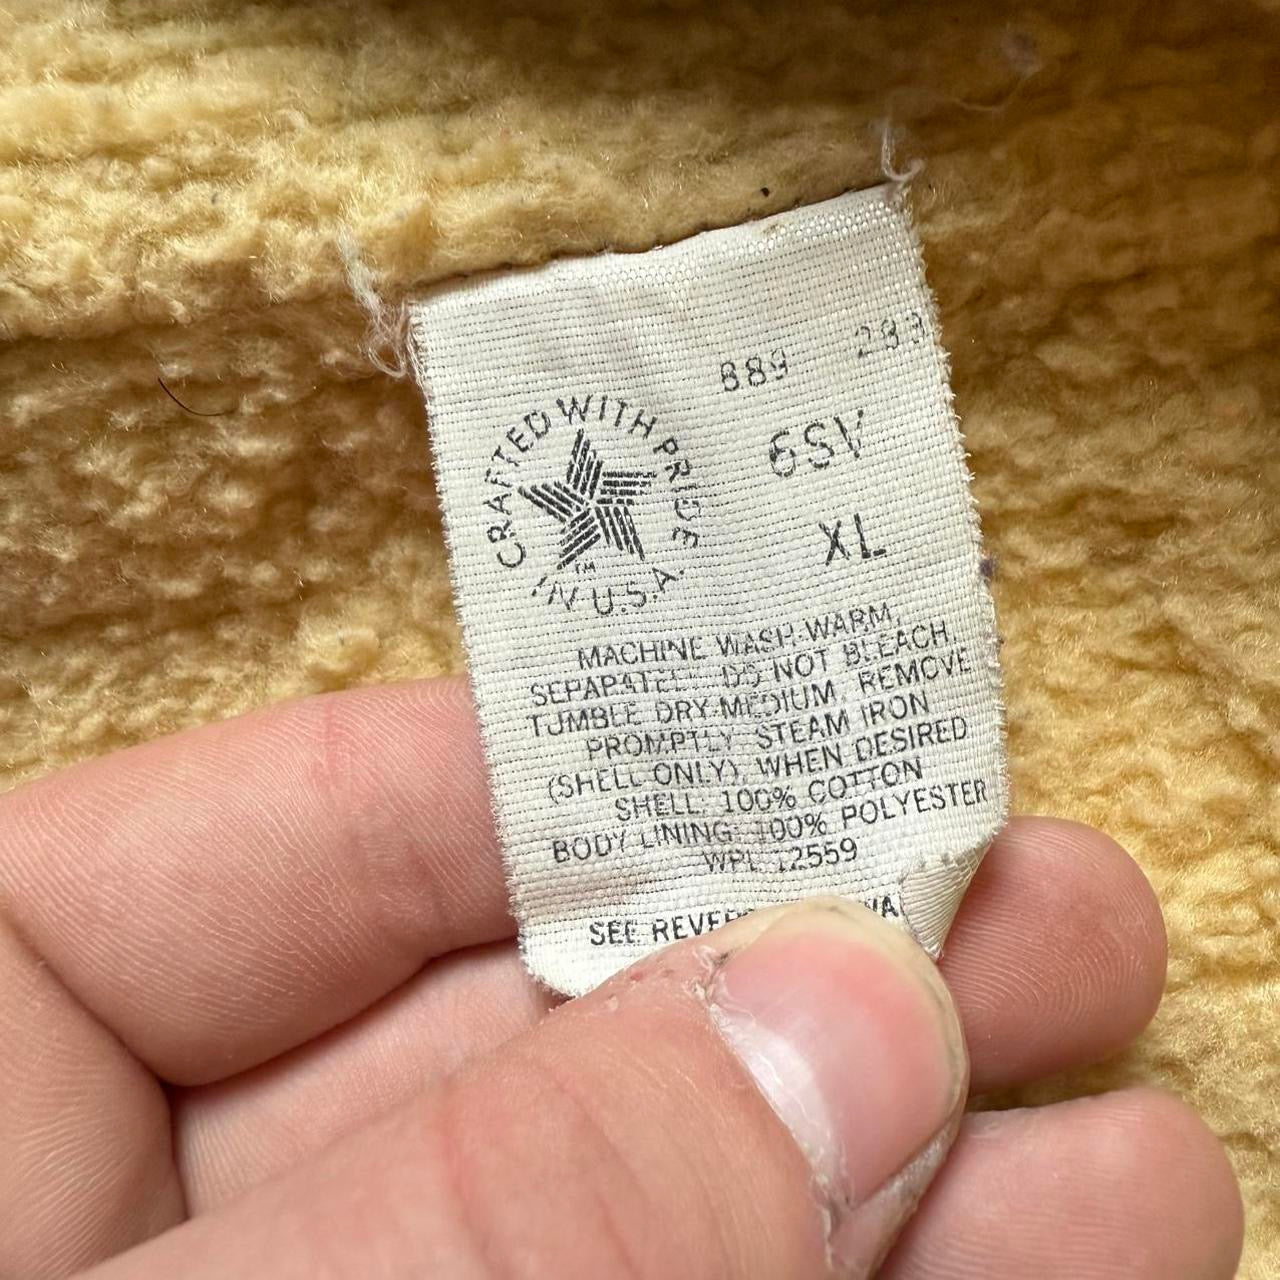 889 283
6SV
XL
CRAFTED WITH PRIDE
IN U.S.A.
TM
MACHINE WASH WARM,
SEPARATELY DO NOT BLEACH,
TUMBLE DRY MEDIUM, REMOVE
PROMPTLY STEAM IRON
(SHELL ONLY), WHEN DESIRED
SHELL: 100% COTTON
BODY LINING: 100% POLYESTER
WPL 12559
SEE